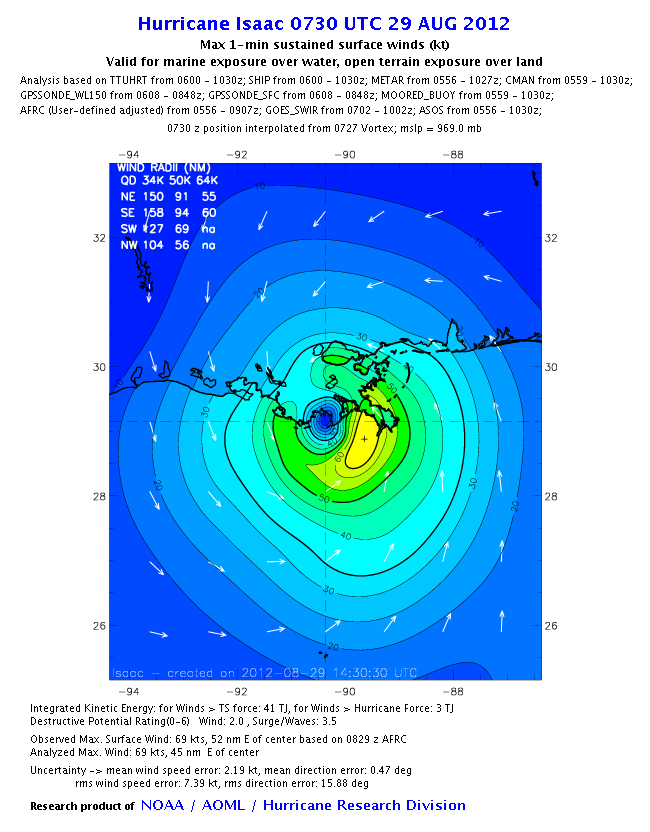 Hurricane Isaac 0730 UTC 29 AUG 2012
Max 1-min sustained surface winds (kt)
Valid for marine exposure over water, open terrain exposure over land
Analysis based on TTUHRT from 0600 - 1030z; SHIP from 0600 - 1030z; METAR from 0556 - 1027z; CMAN from 0559 - 1030z;
GPSSONDE_WL150 from 0608 - 0848z; GPSSONDE_SFC from 0608 - 0848z; MOORED_BUOY from 0559 - 1030z;
AFRC (User-defined adjusted) from 0556 - 0907z; GOES_SWIR from 0702 - 1002z; ASOS from 0556 - 1030z;
0730 z position interpolated from 0727 Vortex; mslp = 969.0 mb
-94 -92 -90 -88
WIND RADII (NM)
QD 34K 50K 64K
NE 150 91 55
SE 158 94 60
SW 127 69 na
NW 104 56 na
10
10
32 32
20
20
30
30 30
10
50
30
40
60
50
20 30 20
28 28
40
30
26 26
20
Isaac - created on 2012-08-29 14:30:30 UTC
-94 -92 -90 -88
Integrated Kinetic Energy: for Winds > TS force: 41 TJ, for Winds > Hurricane Force: 3 TJ
Destructive Potential Rating(0-6) Wind: 2.0 , Surge/Waves: 3.5
Observed Max. Surface Wind: 69 kts, 52 nm E of center based on 0829 z AFRC
Analyzed Max. Wind: 69 kts, 45 nm E of center
Uncertainty -> mean wind speed error: 2.19 kt, mean direction error: 0.47 deg
rms wind speed error: 7.39 kt, rms direction error: 15.88 deg
Research product of NOAA / AOML / Hurricane Research Division